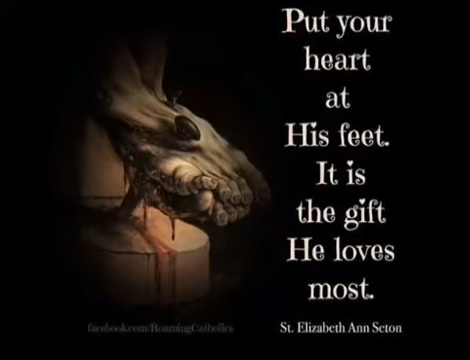 Put your
heart
at
His feet.
It is
the gift
He loves
most.
St. Elizabeth Ann Seton
facebook.com/RoamingCatholics